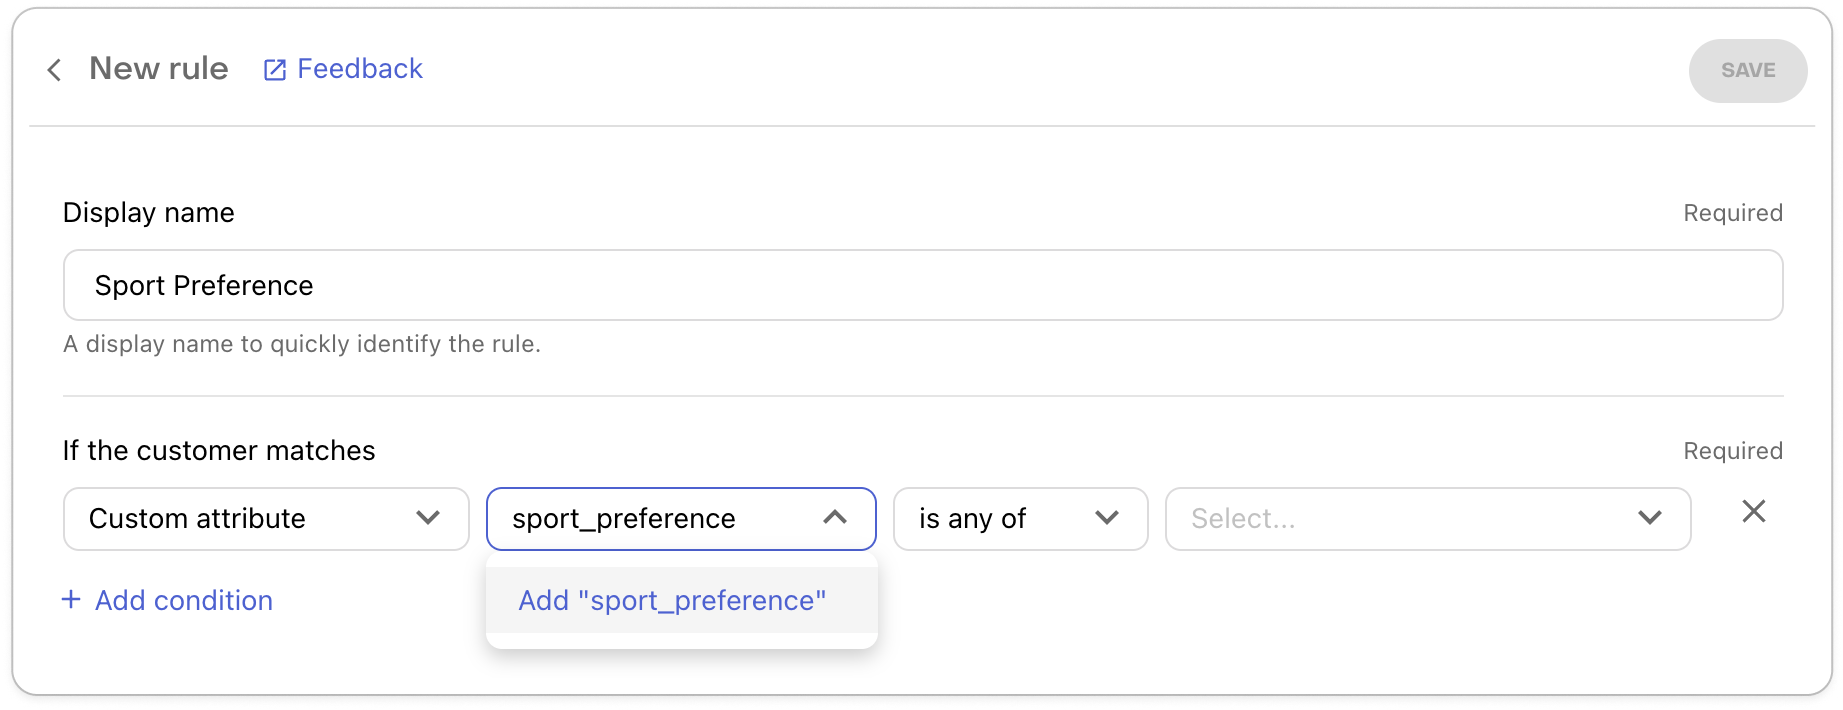 New rule Feedback SAVE
Display name Required
Sport Preference
A display name to quickly identify the rule.
If the customer matches Required
Custom attribute sport_preference is any of Select...
+ Add condition Add "sport_preference"